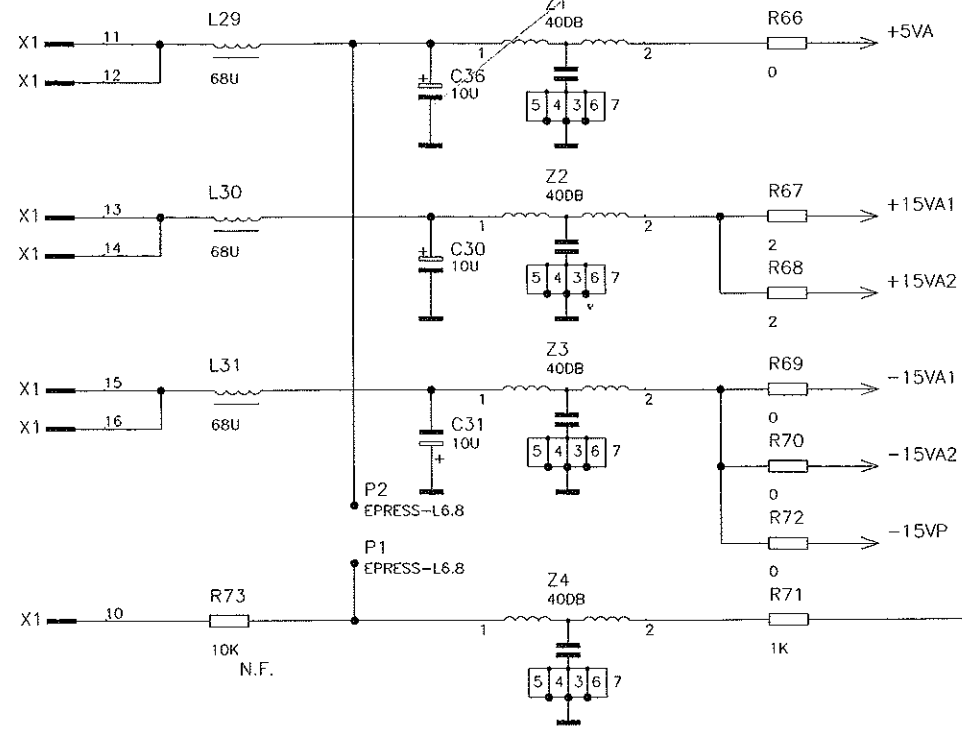 L29
Z1
40DB
R66
X1 11
+5VA
1
2
X1 12
68U
+
C36
10U
0
5 4 3 6 7
L30
Z2
40DB
R67
X1 13
+15VA1
1
2
X1 14
68U
+
C30
10U
2
5 4 3 6 7
R68
+15VA2
2
L31
Z3
40DB
R69
X1 15
-15VA1
1
2
X1 16
68U
C31
10U
+
0
5 4 3 6 7
R70
-15VA2
0
P2
EPRESS-L6.8
R72
-15VP
0
P1
EPRESS-L6.8
R73
Z4
40DB
R71
X1 10
1
2
10K
1K
N.F.
5 4 3 6 7